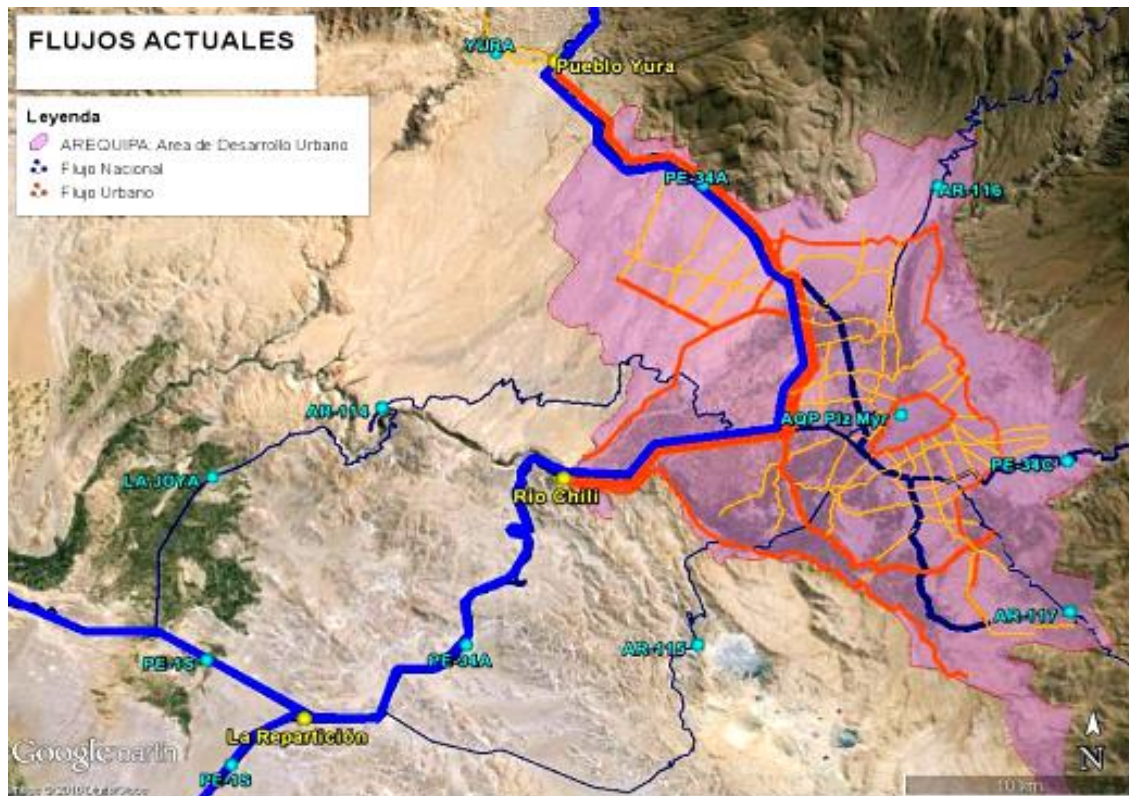 FLUJOS ACTUALES
Leyenda
AREQUIPA: Area de Desarrollo Urbano
Flujo Nacional
Flujo Urbano
YURA
Pueblo Yura
PE-34A
AR-116
AR-114
AQP Plz Myr
LA JOYA
Río Chili
PE-34C
AR-117
PE-1S
PE-34A
AR-115
La Repartición
PE-1S
Google earth
N
10 km